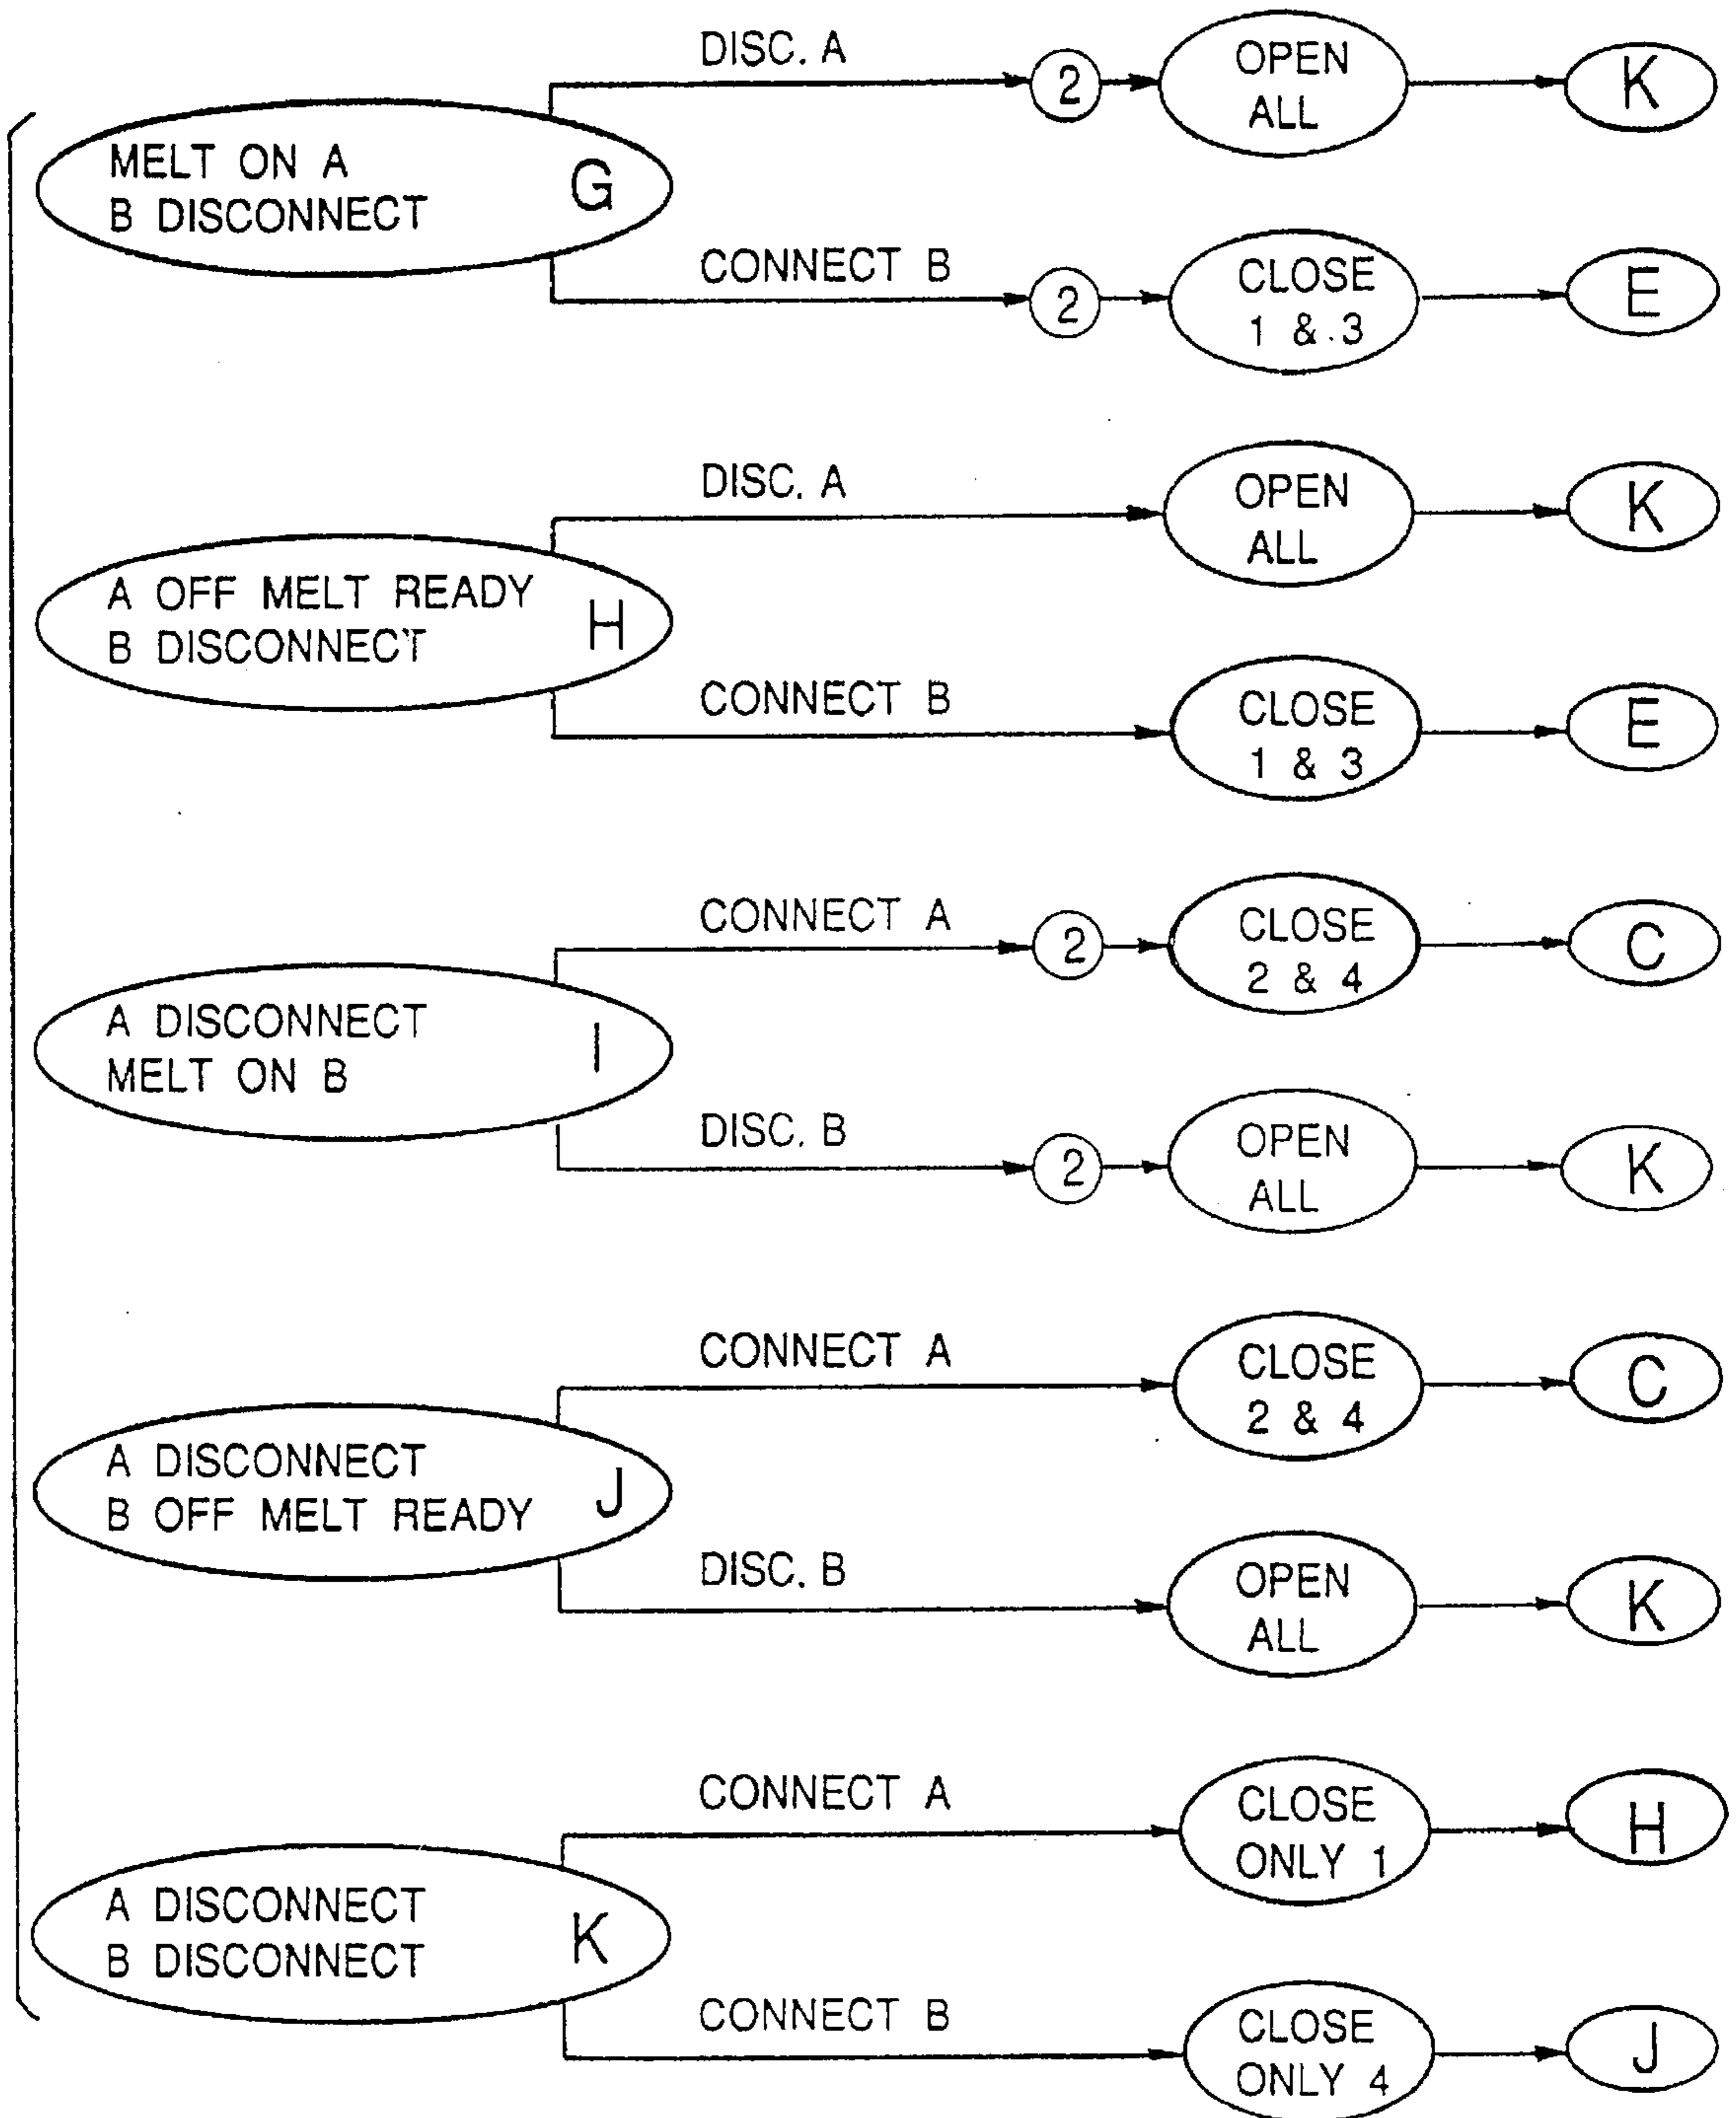 DISC. A
2
OPEN
ALL
K
MELT ON A
B DISCONNECT
G
CONNECT B
2
CLOSE
1 & 3
E
DISC. A
OPEN
ALL
K
A OFF MELT READY
B DISCONNECT
H
CONNECT B
CLOSE
1 & 3
E
CONNECT A
2
CLOSE
2 & 4
C
A DISCONNECT
MELT ON B
I
DISC. B
2
OPEN
ALL
K
CONNECT A
CLOSE
2 & 4
C
A DISCONNECT
B OFF MELT READY
J
DISC. B
OPEN
ALL
K
CONNECT A
CLOSE
ONLY 1
H
A DISCONNECT
B DISCONNECT
K
CONNECT B
CLOSE
ONLY 4
J